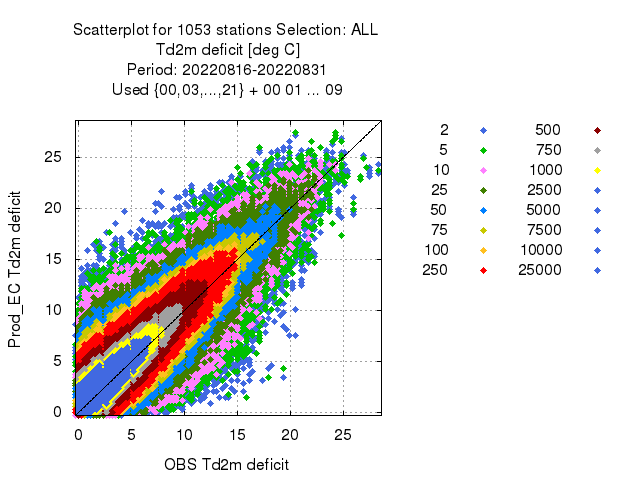 Scatterplot for 1053 stations Selection: ALL
Td2m deficit [deg C]
Period: 20220816-20220831
Used {00,03,...,21} + 00 01 ... 09
Prod_EC Td2m deficit
25
20
15
10
5
0
0 5 10 15 20 25
OBS Td2m deficit
2 500
5 750
10 1000
25 2500
50 5000
75 7500
100 10000
250 25000